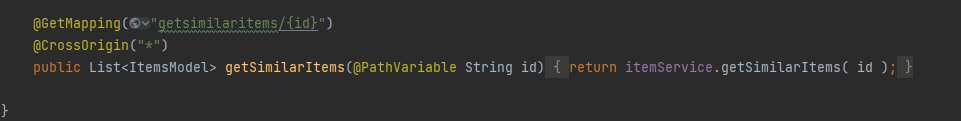 @GetMapping("getsimilaritems/{id}")
@CrossOrigin("*")
public List<ItemsModel> getSimilarItems(@PathVariable String id) { return itemService.getSimilarItems( id ); }
}